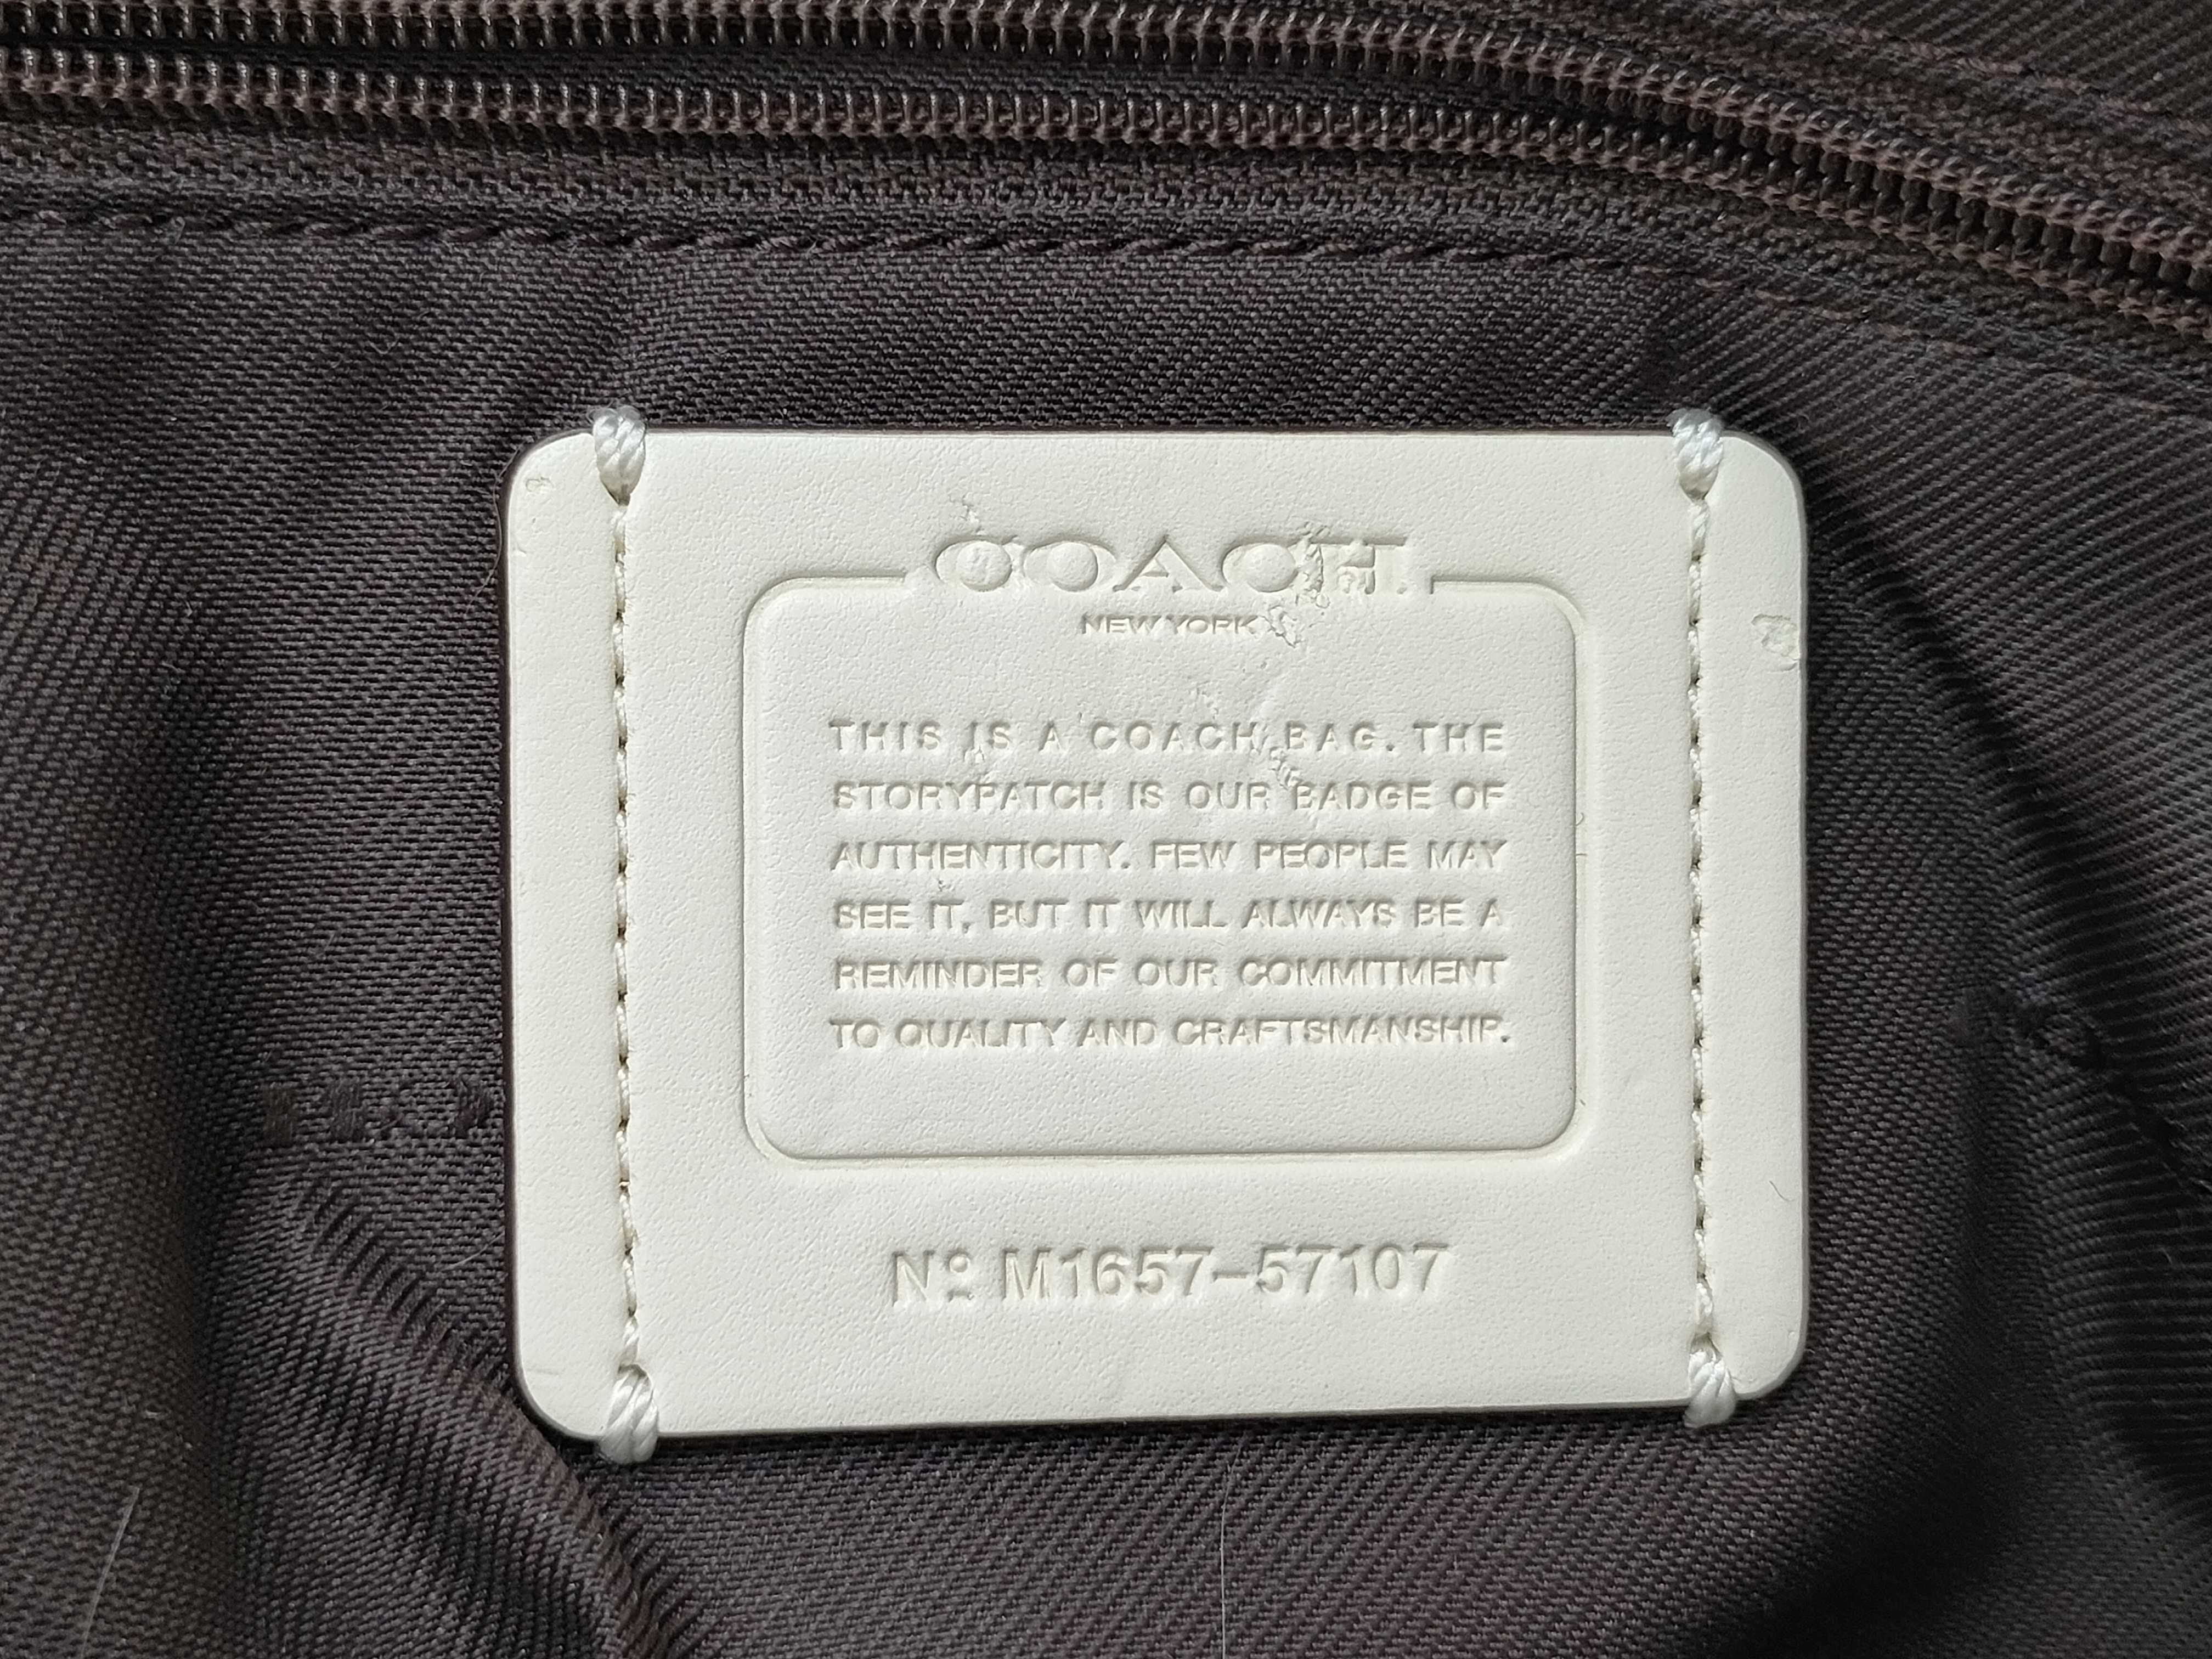 COACH
NEW YORK
THIS IS A COACH BAG. THE
STORYPATCH IS OUR BADGE OF
AUTHENTICITY. FEW PEOPLE MAY
SEE IT, BUT IT WILL ALWAYS BE A
REMINDER OF OUR COMMITMENT
TO QUALITY AND CRAFTSMANSHIP.
Nº M1657-57107